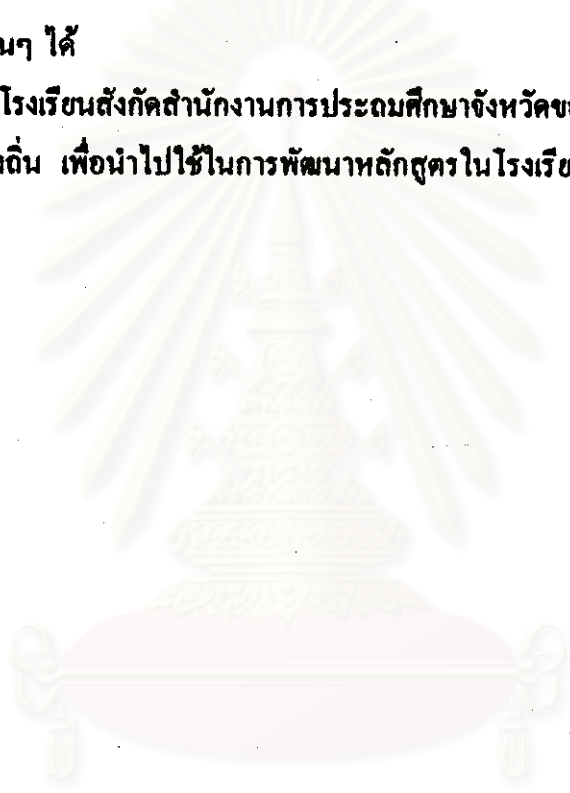 นๆ ได้
โรงเรียนสังกัดสำนักงานการประถมศึกษาจังหวัดข
ถิ่น เพื่อนำไปใช้ในการพัฒนาหลักสูตรในโรงเรีย